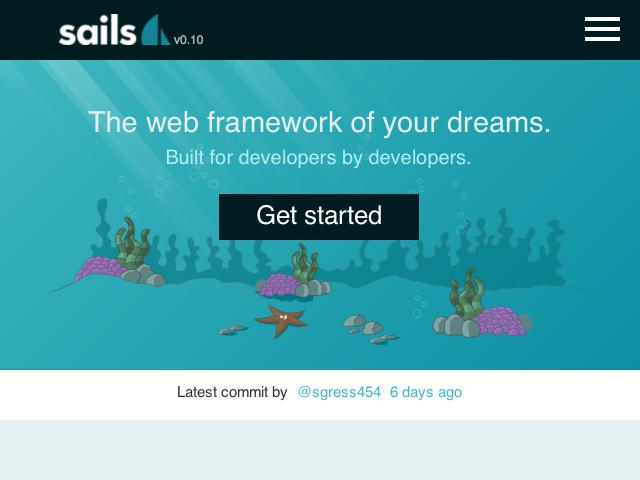 sails v0.10
The web framework of your dreams.
Built for developers by developers.
Get started
Latest commit by @sgress454 6 days ago